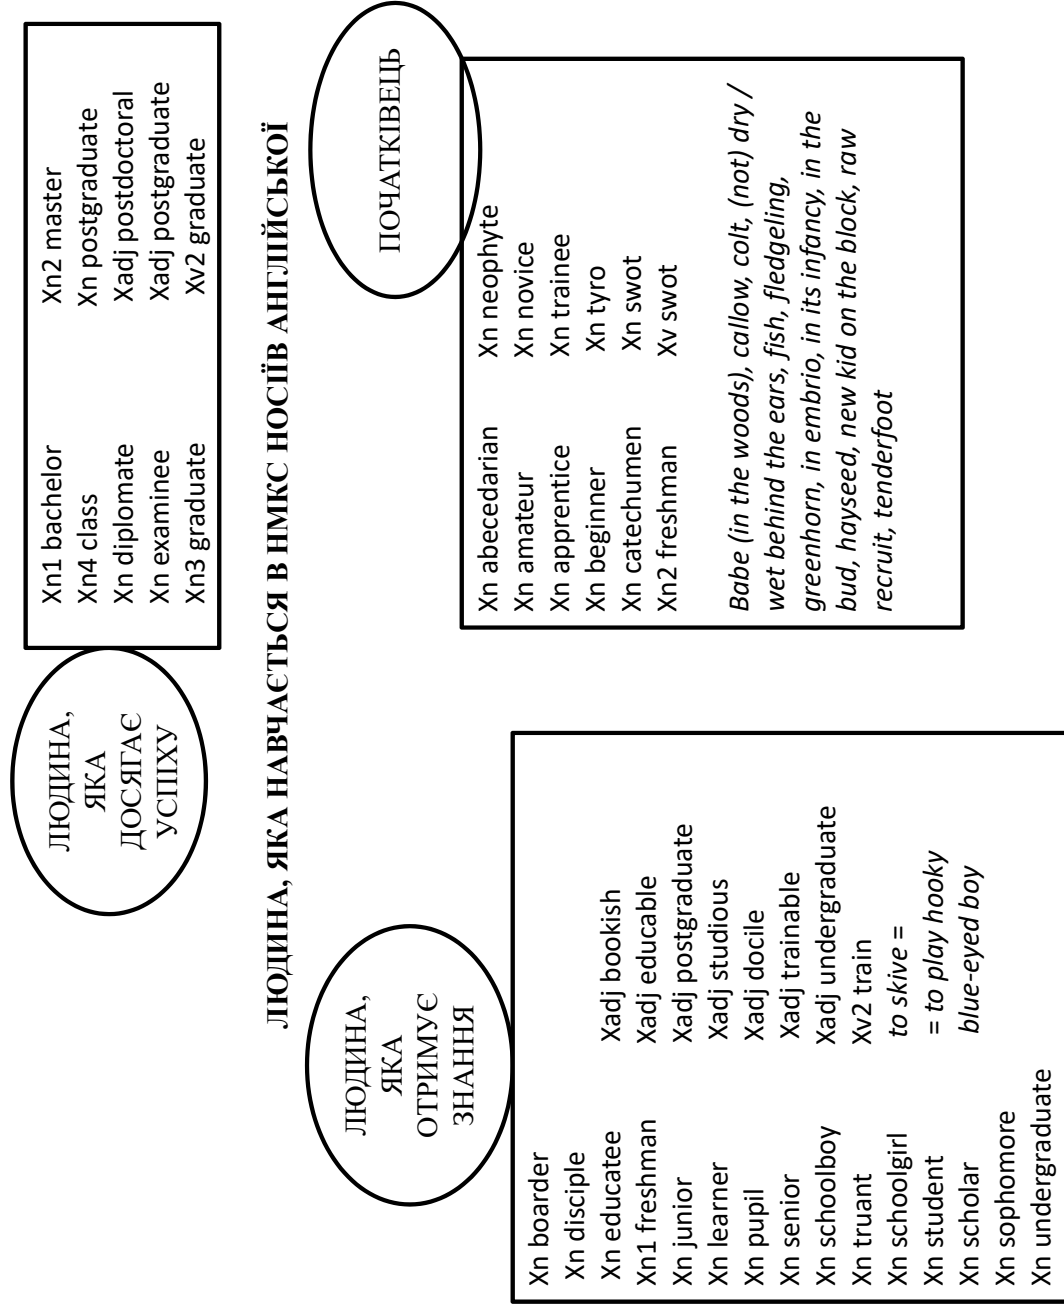 ЛЮДИНА,
ЯКА
ДОСЯГАЄ
УСПІХУ
Xn1 bachelor
Xn4 class
Xn diplomate
Xn examinee
Xn3 graduate
Xn2 master
Xn postgraduate
Xadj postdoctoral
Xadj postgraduate
Xv2 graduate
ЛЮДИНА, ЯКА НАВЧАЄТЬСЯ В НМКС НОСІЇВ АНГЛІЙСЬКОЇ
ЛЮДИНА,
ЯКА
ОТРИМУЄ
ЗНАННЯ
Xn boarder
Xn disciple
Xn educatee
Xn1 freshman
Xn junior
Xn learner
Xn pupil
Xn senior
Xn schoolboy
Xn truant
Xn schoolgirl
Xn student
Xn scholar
Xn sophomore
Xn undergraduate
Xadj bookish
Xadj educable
Xadj postgraduate
Xadj studious
Xadj docile
Xadj trainable
Xadj undergraduate
Xv2 train
to skive =
= to play hooky
blue-eyed boy
ПОЧАТКІВЕЦЬ
Xn abecedarian
Xn amateur
Xn apprentice
Xn beginner
Xn catechumen
Xn2 freshman
Xn neophyte
Xn novice
Xn trainee
Xn tyro
Xn swot
Xv swot
Babe (in the woods), callow, colt, (not) dry /
wet behind the ears, fish, fledgeling,
greenhorn, in embrio, in its infancy, in the
bud, hayseed, new kid on the block, raw
recruit, tenderfoot